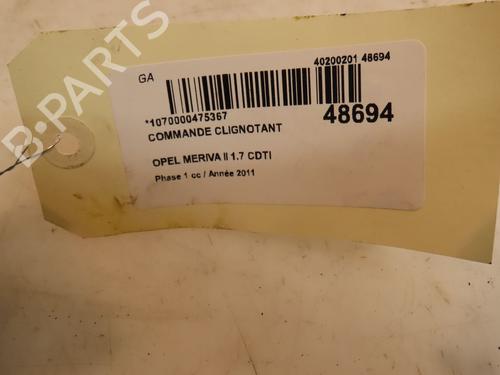 GA
40200201 48694
*1070000475367
48694
COMMANDE CLIGNOTANT
OPEL MERIVA II 1.7 CDTI
Phase 1 cc / Année 2011
B-PARTS